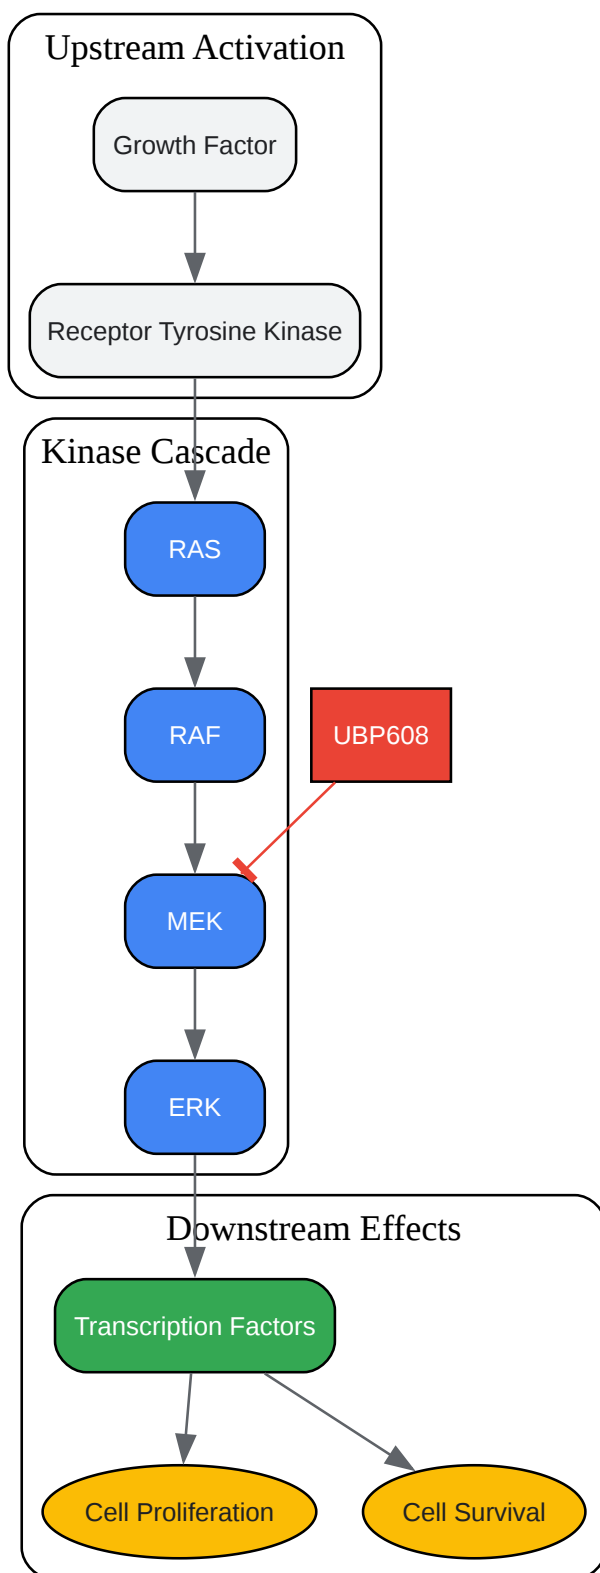 Upstream Activation
Growth Factor
Receptor Tyrosine Kinase
Kinase Cascade
RAS
RAF
UBP608
MEK
ERK
Downstream Effects
Transcription Factors
Cell Proliferation
Cell Survival